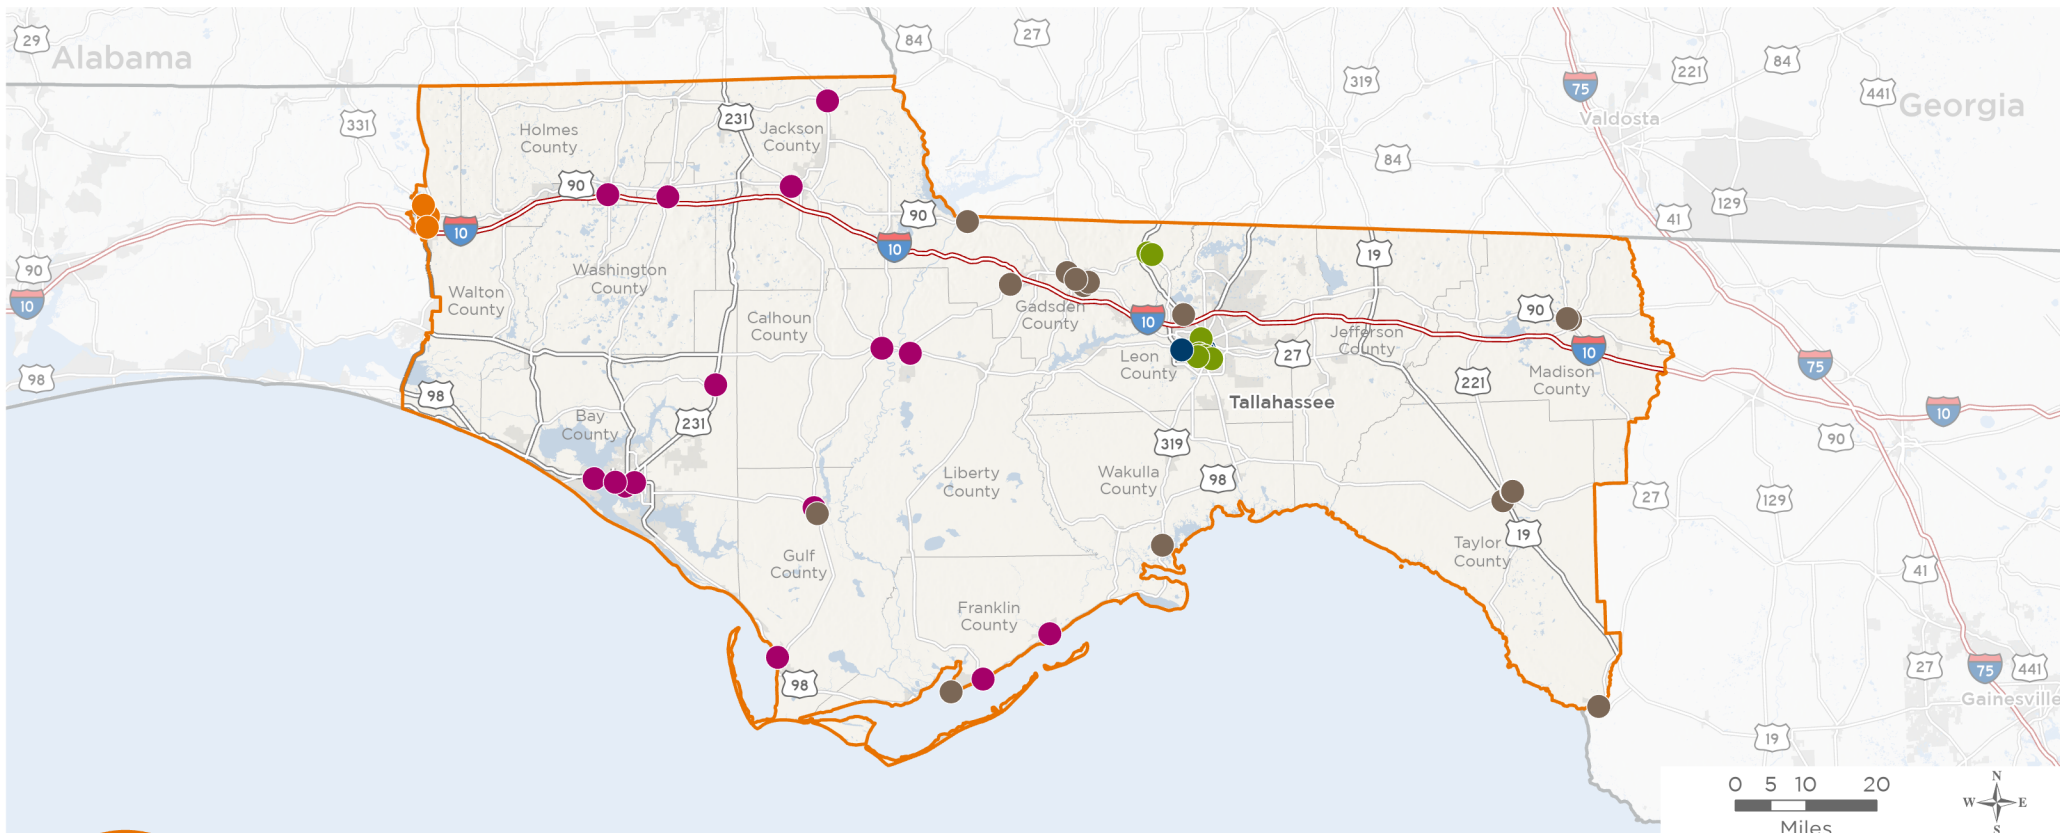 29
Alabama
84
27
319
75
221
84
441
Georgia
Valdosta
331
Holmes
County
231
Jackson
County
84
129
41
90
90
10
10
90
10
Washington
County
Walton
County
19
Calhoun
County
Gadsden
County
10
90
Jefferson
County
Leon
County
27
10
98
98
221
Madison
County
75
10
90
Tallahassee
Bay
County
231
319
Wakulla
County
98
Liberty
County
27
129
19
Taylor
County
Gulf
County
41
Franklin
County
98
27
75
441
Gainesville
19
0 5 10 20
Miles
N
W E
S